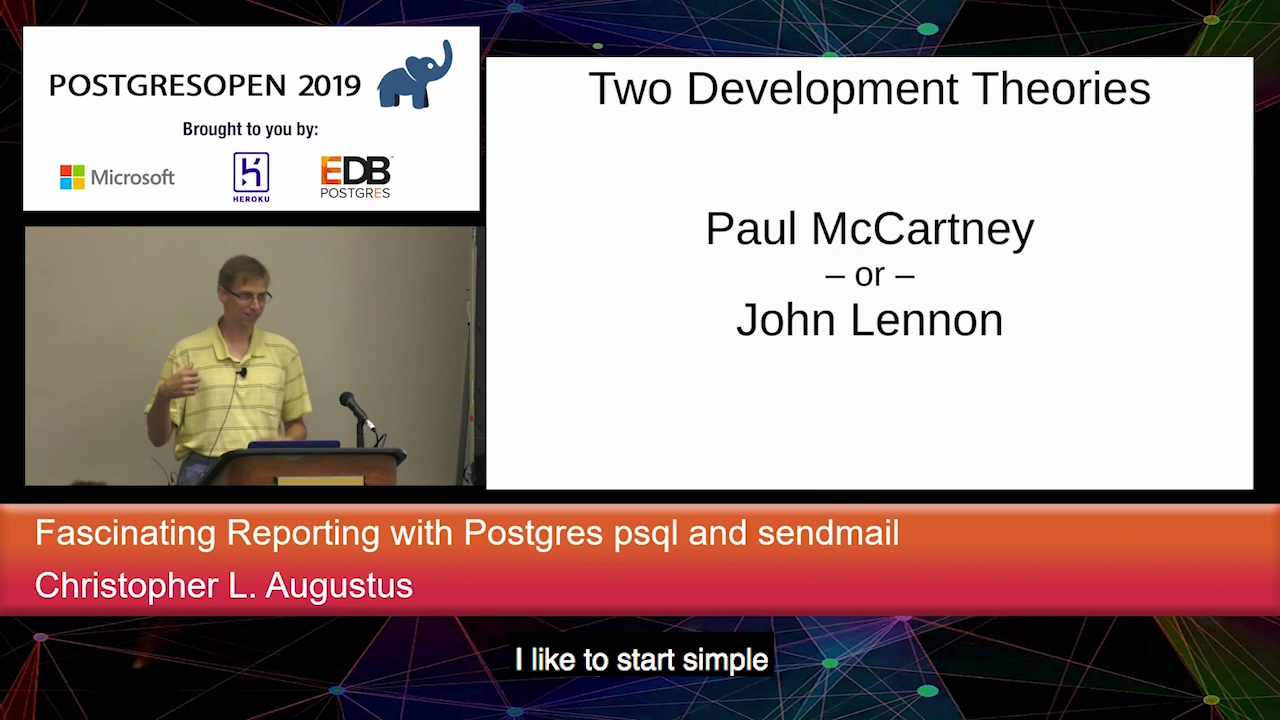 POSTGRESOPEN 2019
Brought to you by:
Microsoft
HEROKU
EDB
POSTGRES
Two Development Theories
Paul McCartney
– or –
John Lennon
Fascinating Reporting with Postgres psql and sendmail
Christopher L. Augustus
I like to start simple